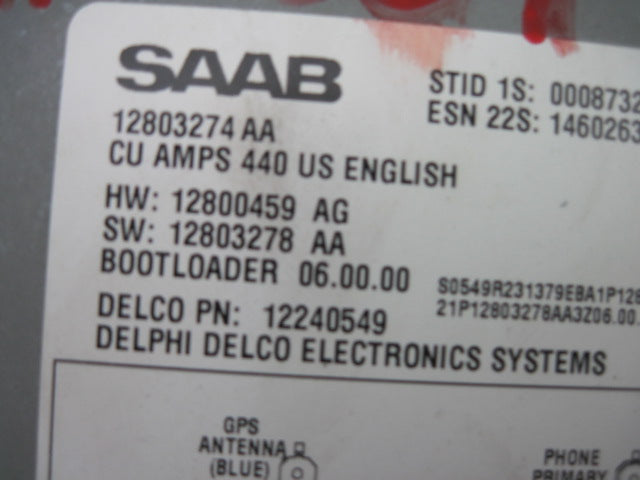 SAAB
STID 1S: 0008732
ESN 22S: 1460263
12803274 AA
CU AMPS 440 US ENGLISH
HW: 12800459 AG
SW: 12803278 AA
BOOTLOADER 06.00.00
S0549R231379EBA1P128
21P12803278AA3Z06.00.
DELCO PN: 12240549
DELPHI DELCO ELECTRONICS SYSTEMS
GPS
ANTENNA
(BLUE)
PHONE
PRIMARY